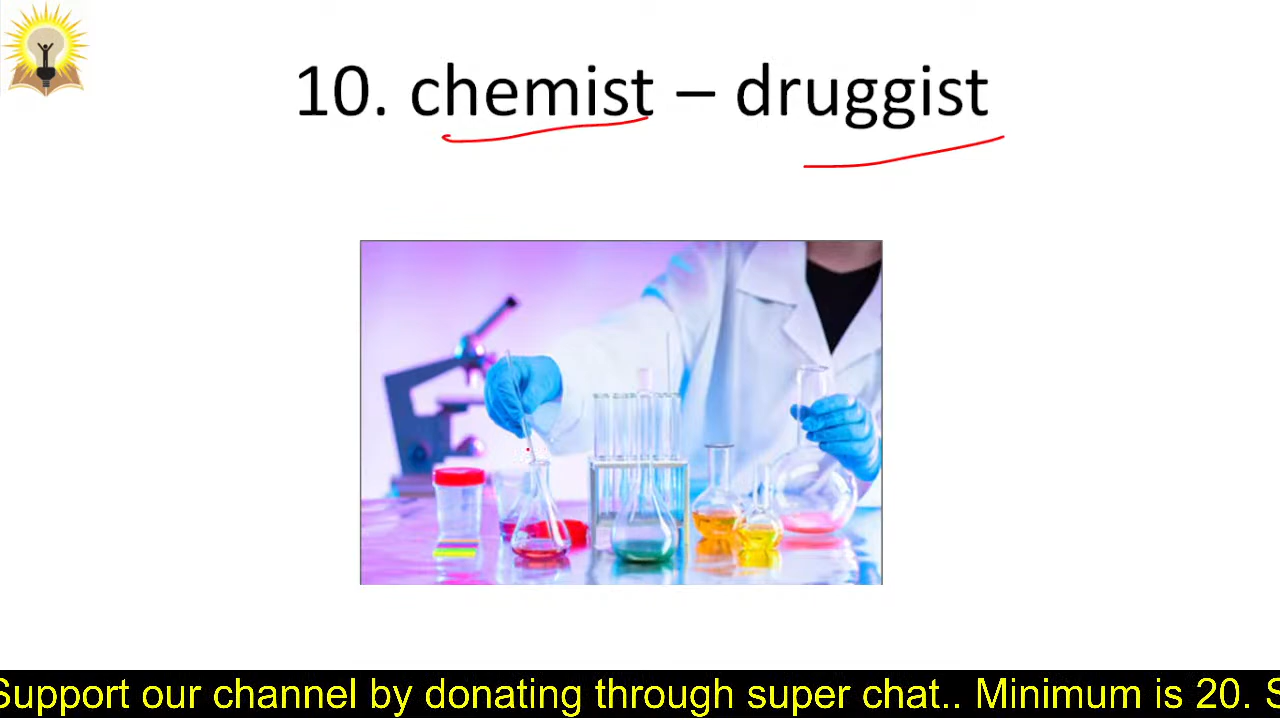 10. chemist – druggist
Support our channel by donating through super chat.. Minimum is 20. S